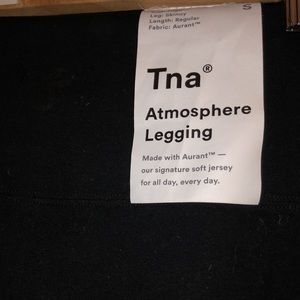 S
Leg: Skinny
Length: Regular
Fabric: Aurant™
Tna®
Atmosphere
Legging
Made with Aurant™ —
our signature soft jersey
for all day, every day.